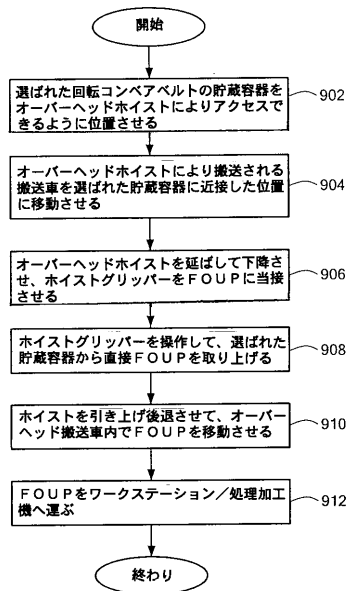 開始
選ばれた回転コンベアベルトの貯蔵容器を
オーバーヘッドホイストによりアクセスで
きるように位置させる
902
オーバーヘッドホイストにより搬送される
搬送車を選ばれた貯蔵容器に近接した位置
に移動させる
904
オーバーヘッドホイストを延ばして下降さ
せ、ホイストグリッパーをFOUPに当接
させる
906
ホイストグリッパーを操作して、選ばれた
貯蔵容器から直接FOUPを取り上げる
908
ホイストを引き上げ後退させて、オーバー
ヘッド搬送車内でFOUPを移動させる
910
FOUPをワークステーション/処理加工
機へ運ぶ
912
終わり